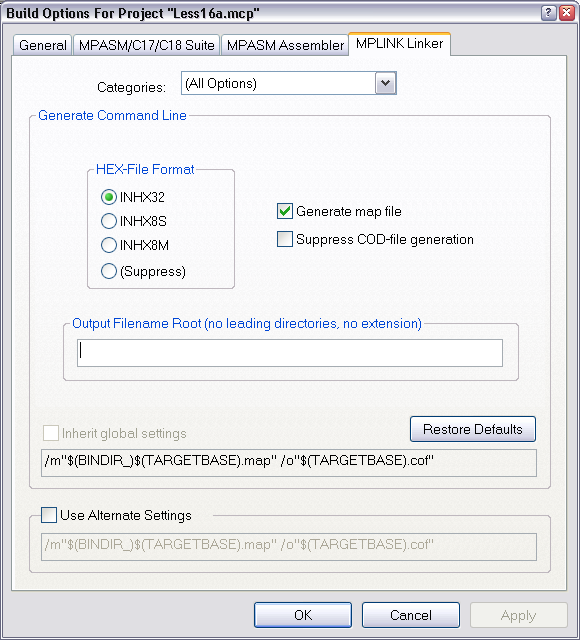 Build Options For Project "Less16a.mcp"
General MPASM/C17/C18 Suite MPASM Assembler MPLINK Linker
Categories: (All Options)
Generate Command Line
HEX-File Format
INHX32
INHX8S
INHX8M
(Suppress)
Generate map file
Suppress COD-file generation
Output Filename Root (no leading directories, no extension)
Inherit global settings
Restore Defaults
/m"$(BINDIR_)$(TARGETBASE).map" /o"$(TARGETBASE).cof"
Use Alternate Settings
/m"$(BINDIR_)$(TARGETBASE).map" /o"$(TARGETBASE).cof"
OK Cancel Apply